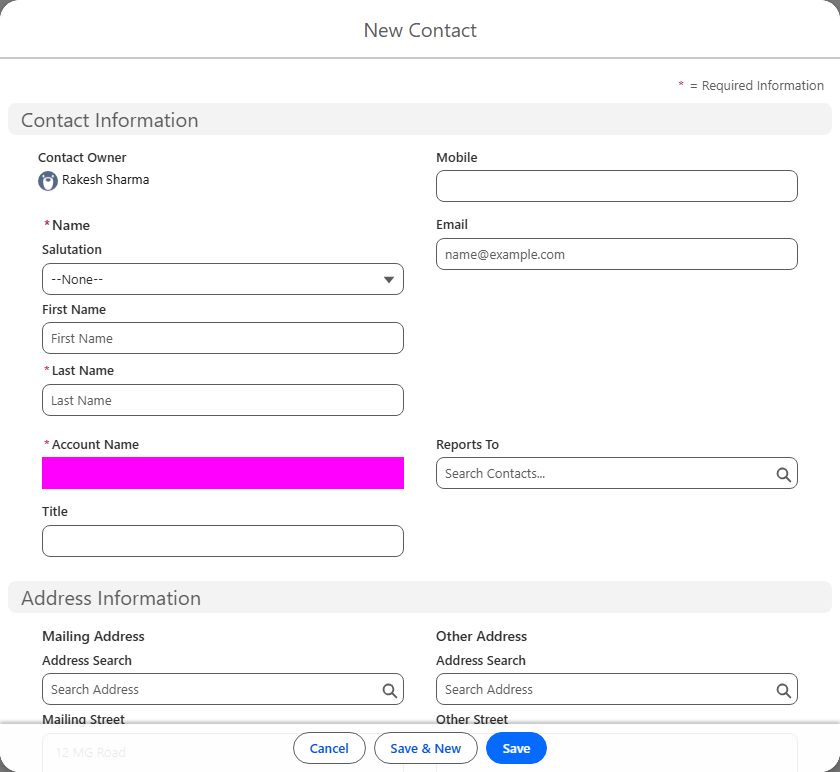 New Contact
* = Required Information
Contact Information
Contact Owner
Rakesh Sharma
Mobile
* Name
Salutation
--None--
Email
name@example.com
First Name
First Name
* Last Name
Last Name
* Account Name
Reports To
Search Contacts...
Title
Address Information
Mailing Address
Address Search
Search Address
Mailing Street
12 MG Road
Other Address
Address Search
Search Address
Other Street
Cancel
Save & New
Save